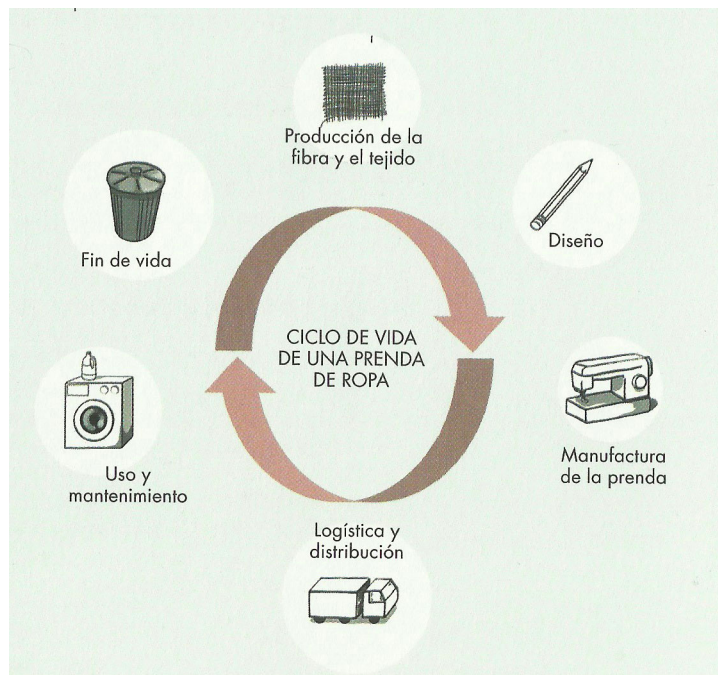 Producción de la
fibra y el tejido
Diseño
Manufactura
de la prenda
Logística y
distribución
Uso y
mantenimiento
Fin de vida
CICLO DE VIDA
DE UNA PRENDA
DE ROPA